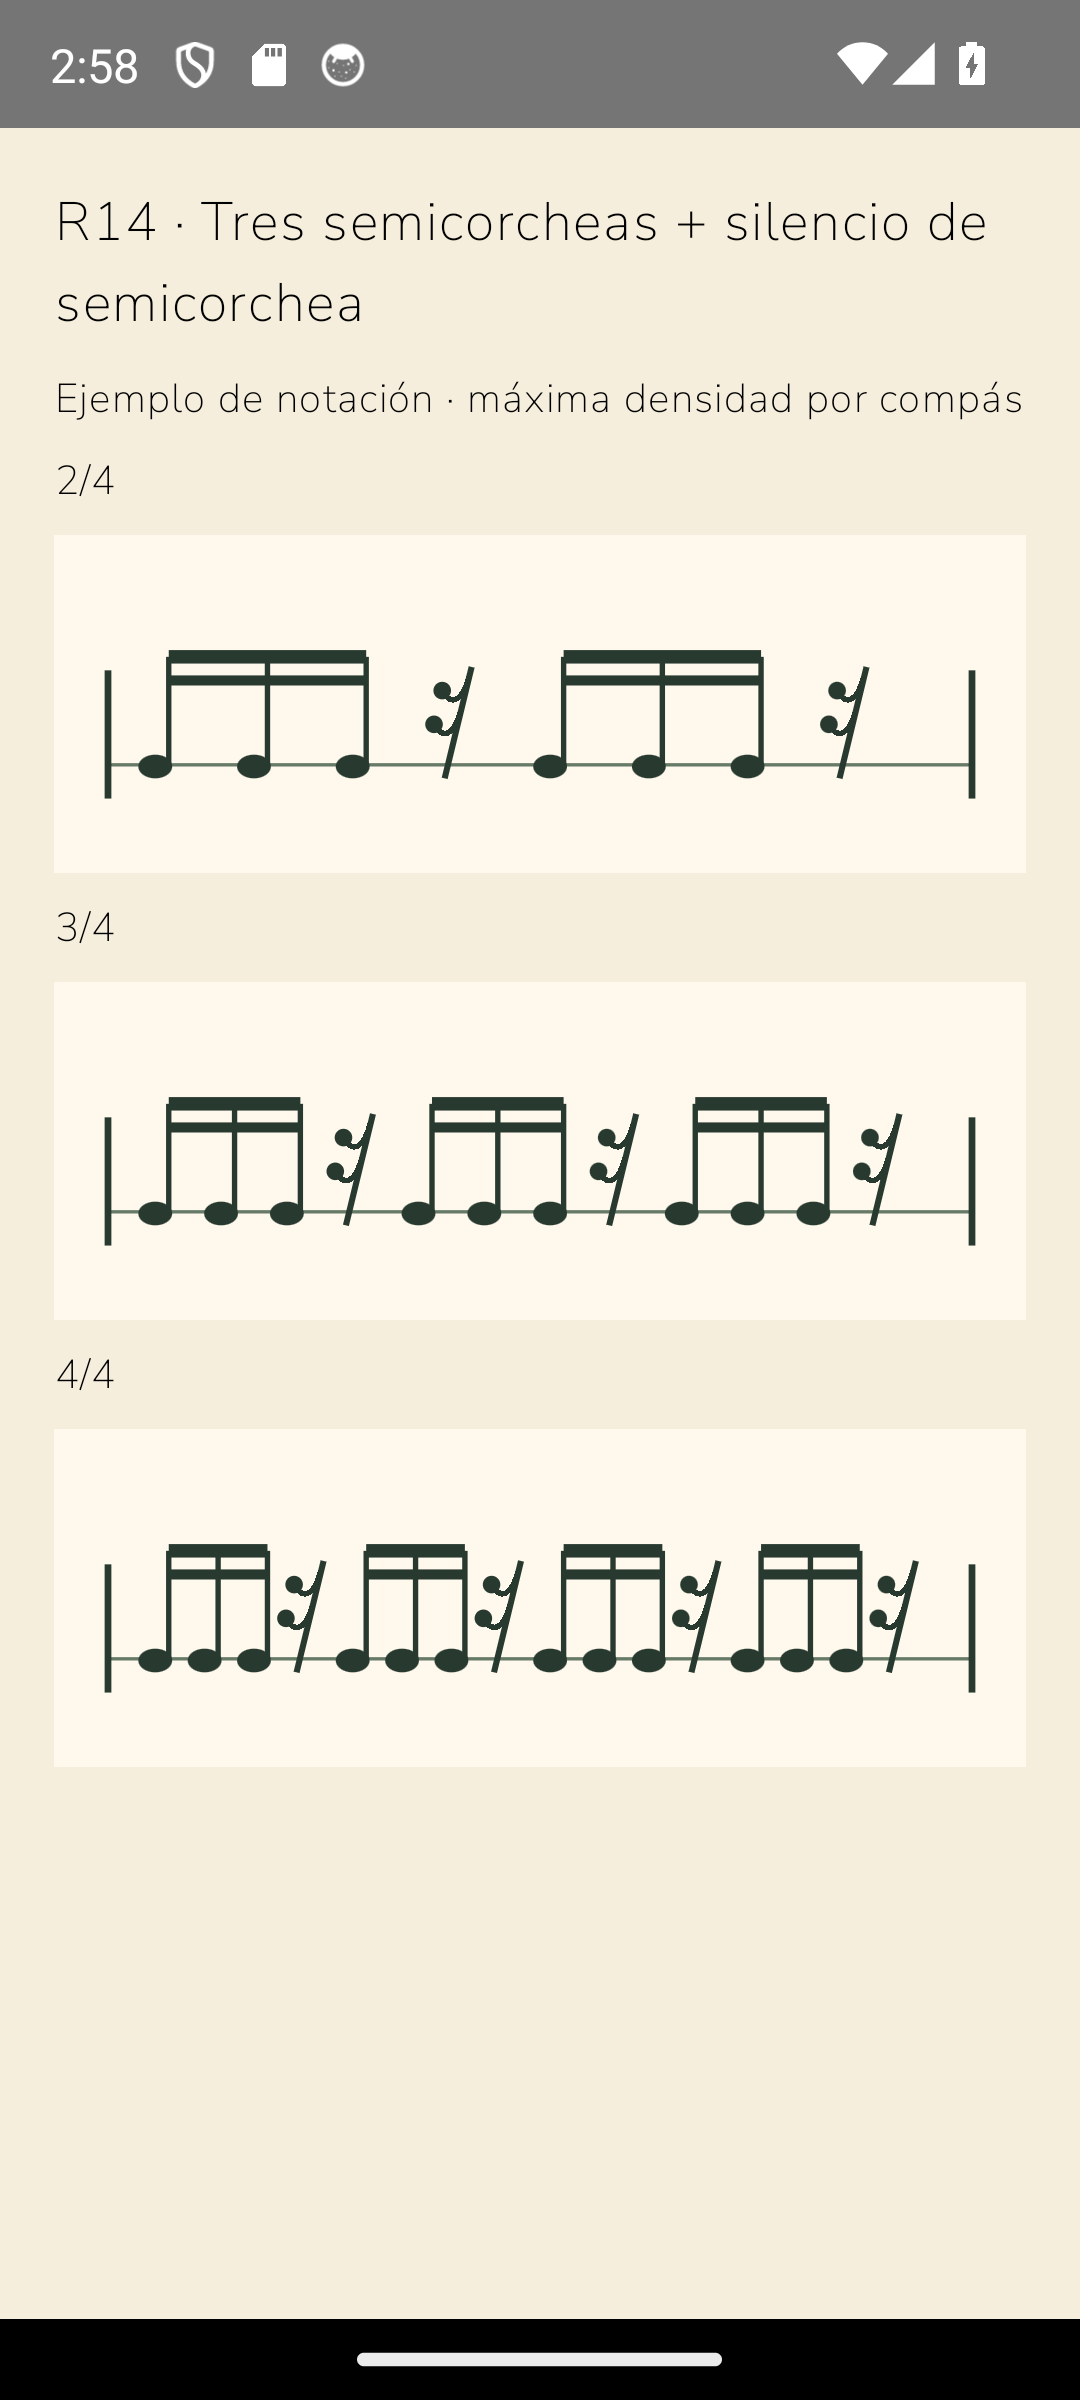 2:58
R14 · Tres semicorcheas + silencio de
semicorchea
Ejemplo de notación · máxima densidad por compás
2/4
3/4
4/4